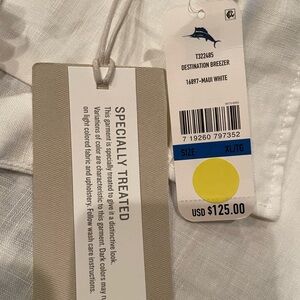 T322485
DESTINATION BREEZER
16897-MAUI WHITE
7 19260 797352
SIZE XL/TG
USD $125.00
SPECIALLY TREATED
This garment is specially treated to give it a distinctive look.
Variations of color are characteristic to this garment. Dark colors may
on light colored fabric and upholstery. Follow wash care instructions.